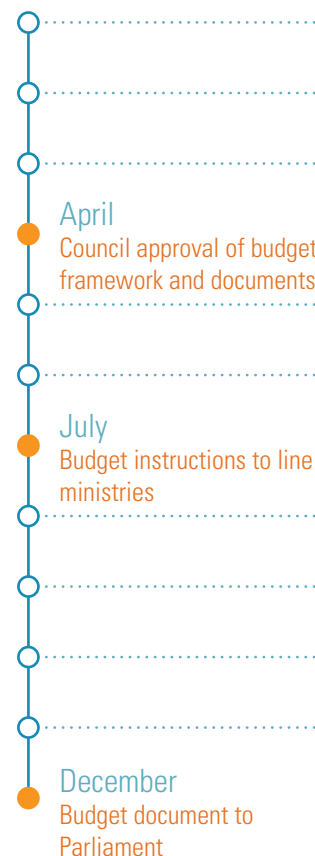 April
Council approval of budget
framework and documents
July
Budget instructions to line
ministries
December
Budget document to
Parliament